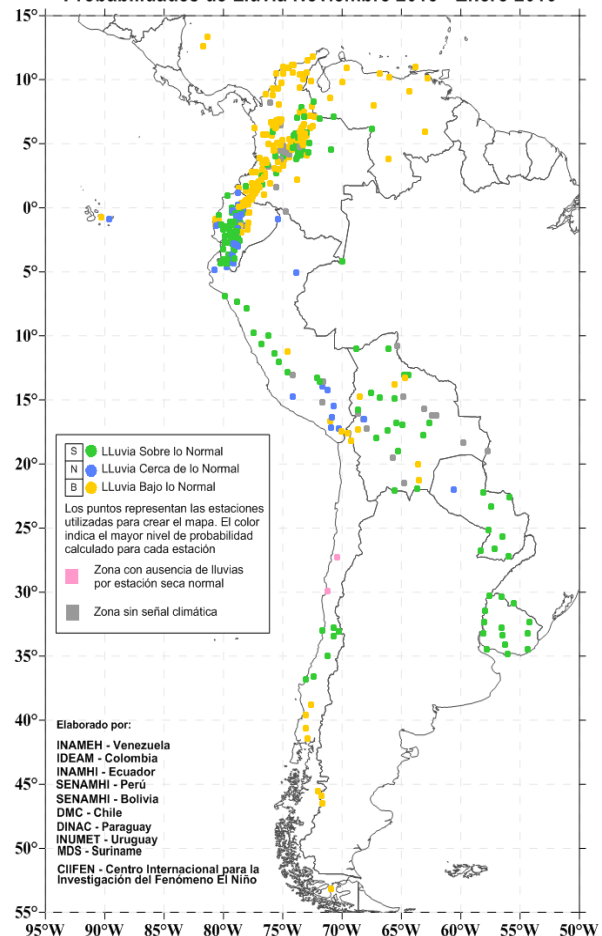 Probabilidades de Lluvia Noviembre - Enero
15°
10°
5°
0°
5°
10°
15°
S LLuvia Sobre lo Normal
N LLuvia Cerca de lo Normal
B LLuvia Bajo lo Normal
Los puntos representan las estaciones
utilizadas para crear el mapa. El color
indica el mayor nivel de probabilidad
calculado para cada estación
Zona con ausencia de lluvias
por estación seca normal
Zona sin señal climática
20°
25°
30°
35°
40°
Elaborado por:
INAMEH - Venezuela
IDEAM - Colombia
INAMHI - Ecuador
SENAMHI - Perú
SENAMHI - Bolivia
DMC - Chile
DINAC - Paraguay
INUMET - Uruguay
MDS - Suriname
CIIFEN - Centro Internacional para la
Investigación del Fenómeno El Niño
45°
50°
55°
95°W 90°W 85°W 80°W 75°W 70°W 65°W 60°W 55°W 50°W